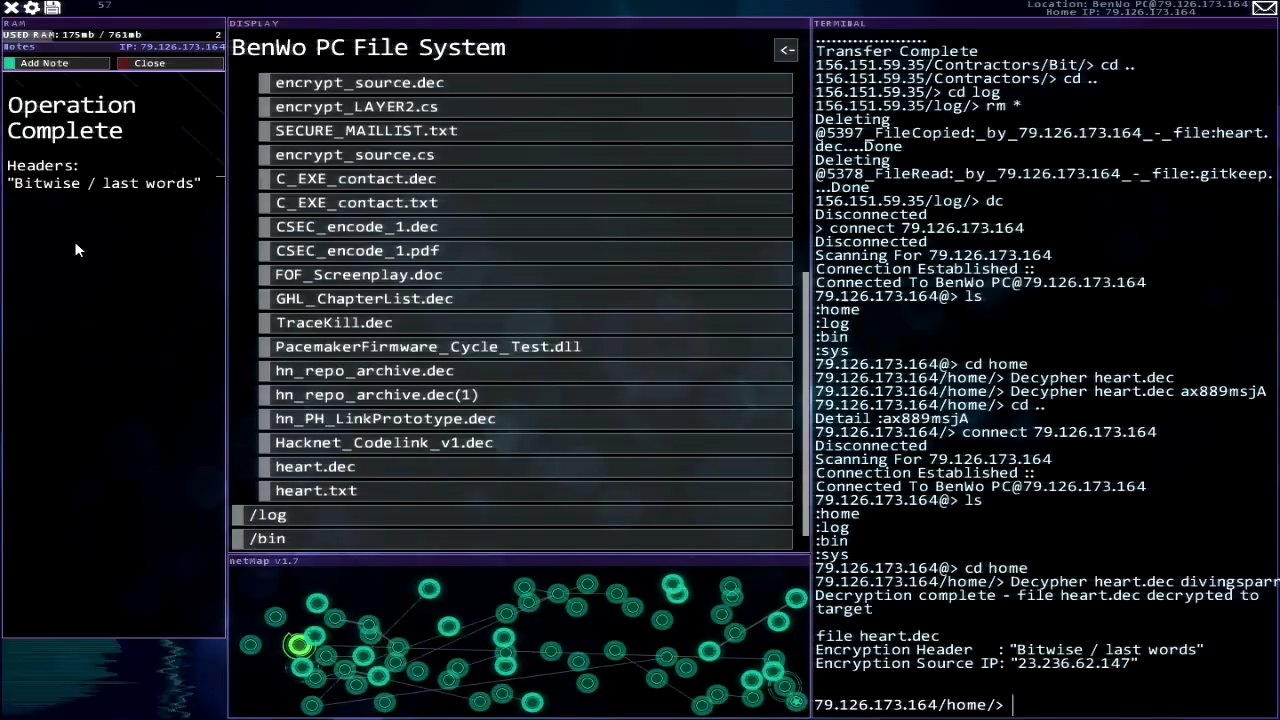 57
Location: BenWo PC@79.126.173.164
Home IP: 79.126.173.164
RAM
USED RAM: 175mb / 761mb 2
Notes IP: 79.126.173.164
Add Note Close
Operation
Complete
Headers:
"Bitwise / last words"
DISPLAY
BenWo PC File System
<-
encrypt_source.dec
encrypt_LAYER2.cs
SECURE_MAILLIST.txt
encrypt_source.cs
C_EXE_contact.dec
C_EXE_contact.txt
CSEC_encode_1.dec
CSEC_encode_1.pdf
FOF_Screenplay.doc
GHL_ChapterList.dec
TraceKill.dec
PacemakerFirmware_Cycle_Test.dll
hn_repo_archive.dec
hn_repo_archive.dec(1)
hn_PH_LinkPrototype.dec
Hacknet_Codelink_v1.dec
heart.dec
heart.txt
/log
/bin
netMap v1.7
TERMINAL
....................
Transfer Complete
156.151.59.35/Contractors/Bit/> cd ..
156.151.59.35/Contractors/> cd ..
156.151.59.35/> cd log
156.151.59.35/log/> rm *
Deleting
@5397_FileCopied:_by_79.126.173.164_-_file:heart.
dec....Done
Deleting
@5378_FileRead:_by_79.126.173.164_-_file:.gitkeep.
...Done
156.151.59.35/log/> dc
Disconnected
> connect 79.126.173.164
Disconnected
Scanning For 79.126.173.164
Connection Established ::
Connected To BenWo PC@79.126.173.164
79.126.173.164@> ls
:home
:log
:bin
:sys
79.126.173.164@> cd home
79.126.173.164/home/> Decypher heart.dec
79.126.173.164/home/> Decypher heart.dec ax889msjA
79.126.173.164/home/> cd ..
Detail :ax889msjA
79.126.173.164/> connect 79.126.173.164
Disconnected
Scanning For 79.126.173.164
Connection Established ::
Connected To BenWo PC@79.126.173.164
79.126.173.164@> ls
:home
:log
:bin
:sys
79.126.173.164@> cd home
79.126.173.164/home/> Decypher heart.dec divingsparr
Decryption complete - file heart.dec decrypted to
target
file heart.dec
Encryption Header : "Bitwise / last words"
Encryption Source IP: "23.236.62.147"
79.126.173.164/home/>